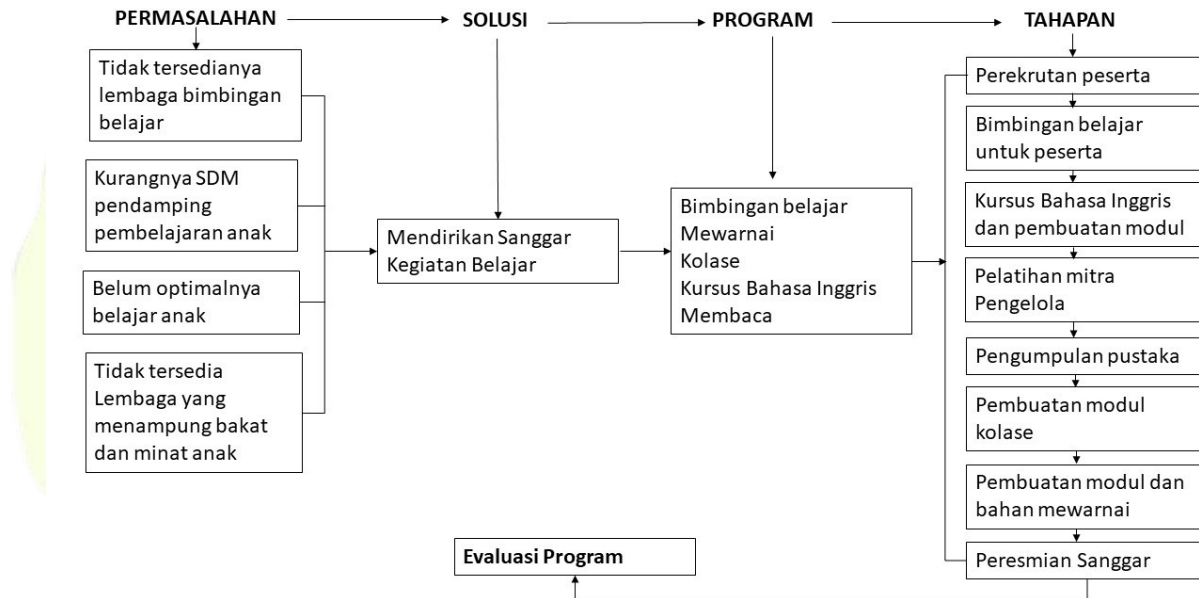 PERMASALAHAN
SOLUSI
PROGRAM
TAHAPAN
Tidak tersedianya
lembaga bimbingan
belajar
Kurangnya SDM
pendamping
pembelajaran anak
Belum optimalnya
belajar anak
Tidak tersedia
Lembaga yang
menampung bakat
dan minat anak
Mendirikan Sanggar
Kegiatan Belajar
Bimbingan belajar
Mewarnai
Kolase
Kursus Bahasa Inggris
Membaca
Perekrutan peserta
Bimbingan belajar
untuk peserta
Kursus Bahasa Inggris
dan pembuatan modul
Pelatihan mitra
Pengelola
Pengumpulan pustaka
Pembuatan modul
kolase
Pembuatan modul dan
bahan mewarnai
Peresmian Sanggar
Evaluasi Program